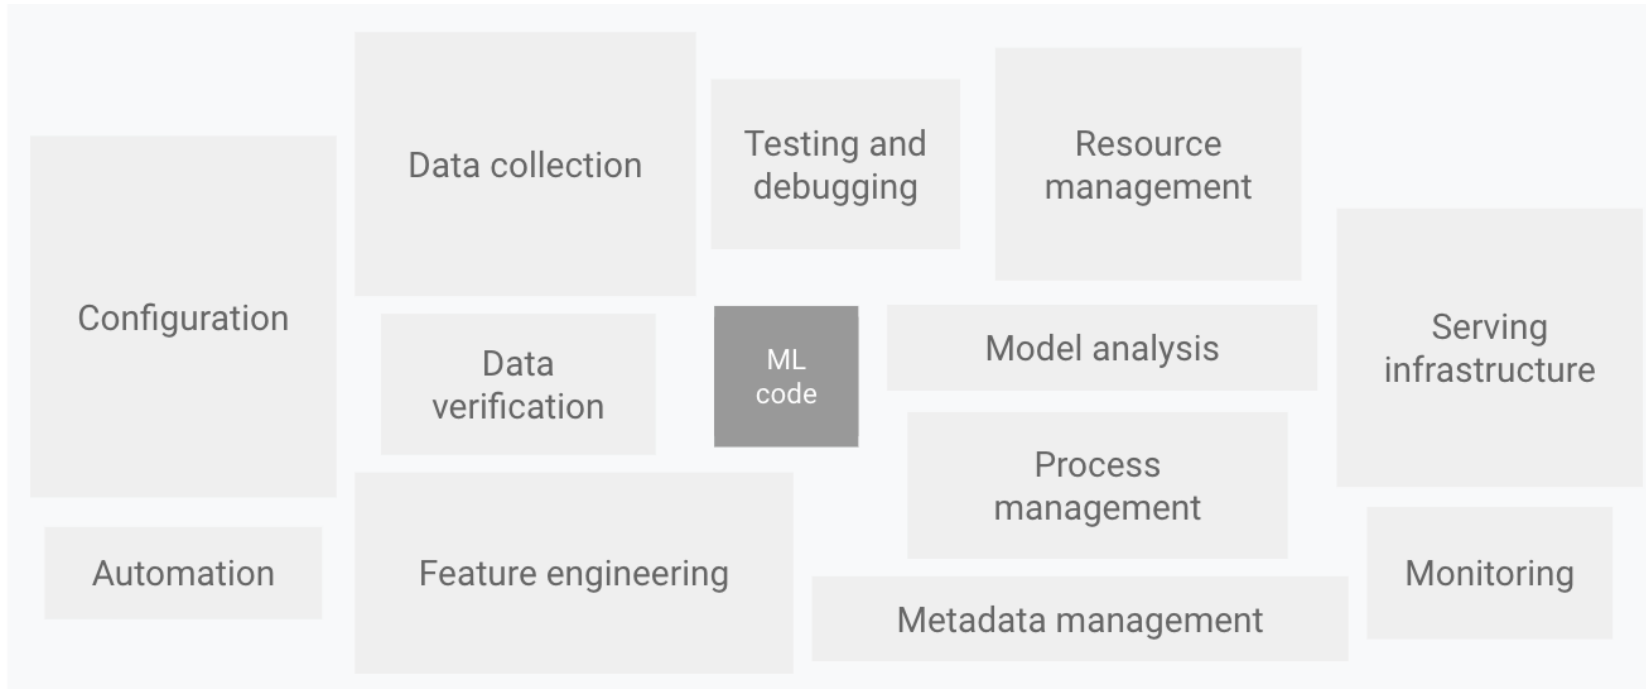 Data collection
Testing and
debugging
Resource
management
Configuration
Data
verification
ML
code
Model analysis
Serving
infrastructure
Process
management
Automation
Feature engineering
Metadata management
Monitoring